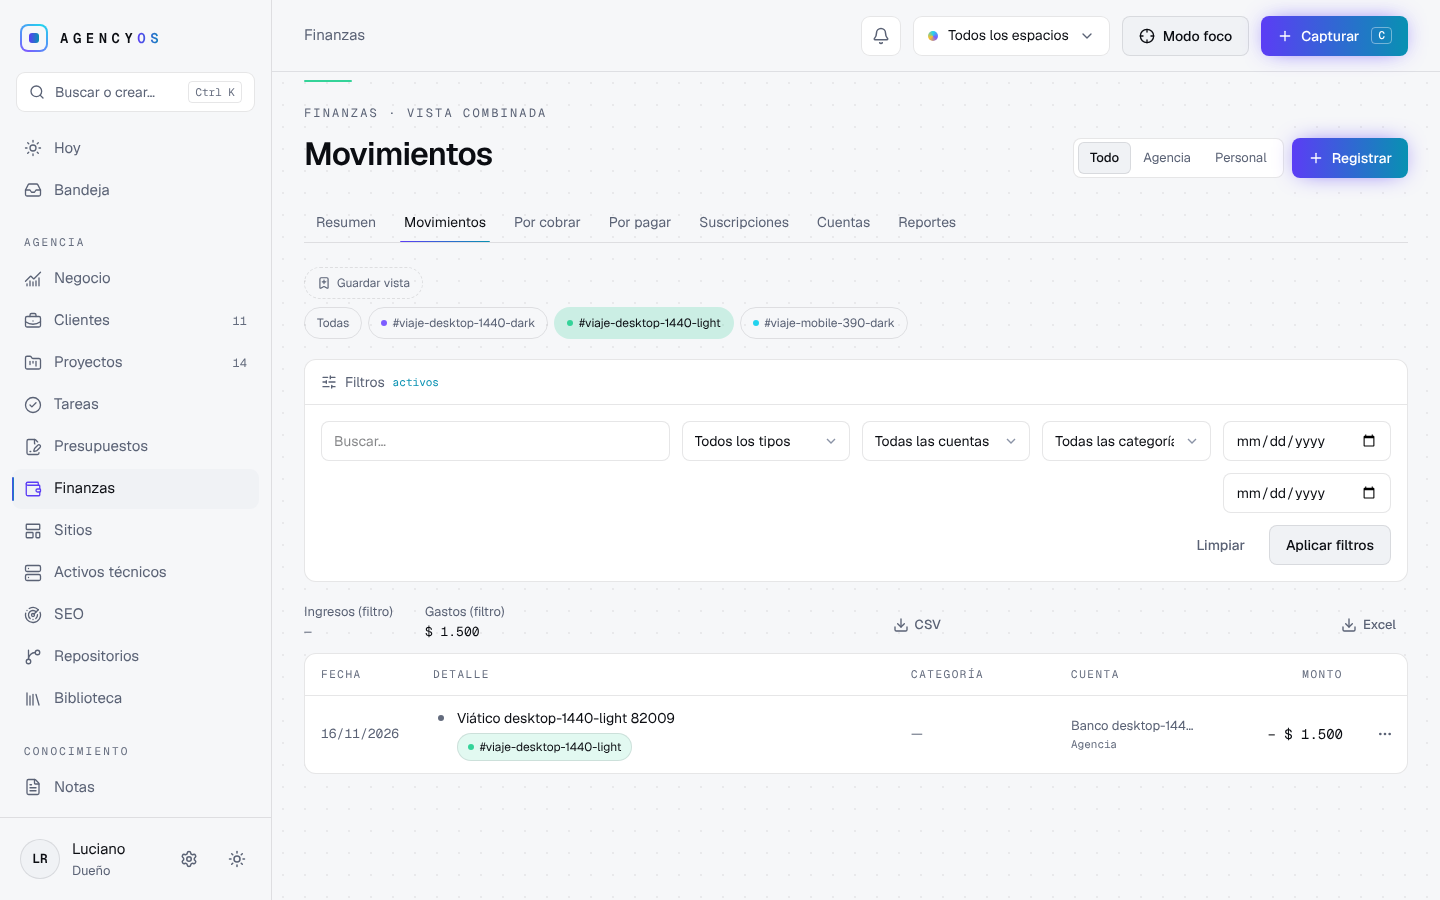 AGENCYOS
Buscar o crear... Ctrl K
Hoy
Bandeja
AGENCIA
Negocio
Clientes 11
Proyectos 14
Tareas
Presupuestos
Finanzas
Sitios
Activos técnicos
SEO
Repositorios
Biblioteca
CONOCIMIENTO
Notas
LR Luciano
Dueño
Finanzas
Todos los espacios
Modo foco
Capturar C
FINANZAS · VISTA COMBINADA
Movimientos
Todo Agencia Personal
Registrar
Resumen Movimientos Por cobrar Por pagar Suscripciones Cuentas Reportes
Guardar vista
Todas #viaje-desktop-1440-dark #viaje-desktop-1440-light #viaje-mobile-390-dark
Filtros activos
Buscar... Todos los tipos Todas las cuentas Todas las categoría mm/dd/yyyy
mm/dd/yyyy
Limpiar Aplicar filtros
Ingresos (filtro) Gastos (filtro)
— $ 1.500
CSV Excel
FECHA DETALLE CATEGORÍA CUENTA MONTO
16/11/2026 Viático desktop-1440-light 82009 — Banco desktop-144... − $ 1.500
#viaje-desktop-1440-light Agencia